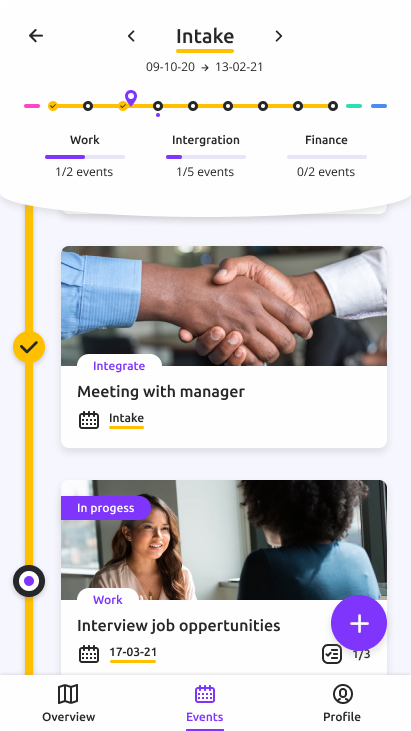 Intake
09-10-20 → 13-02-21
Work
Intergration
Finance
1/2 events
1/5 events
0/2 events
Integrate
Meeting with manager
Intake
In progess
Work
Interview job oppertunities
17-03-21
1/3
Overview
Events
Profile